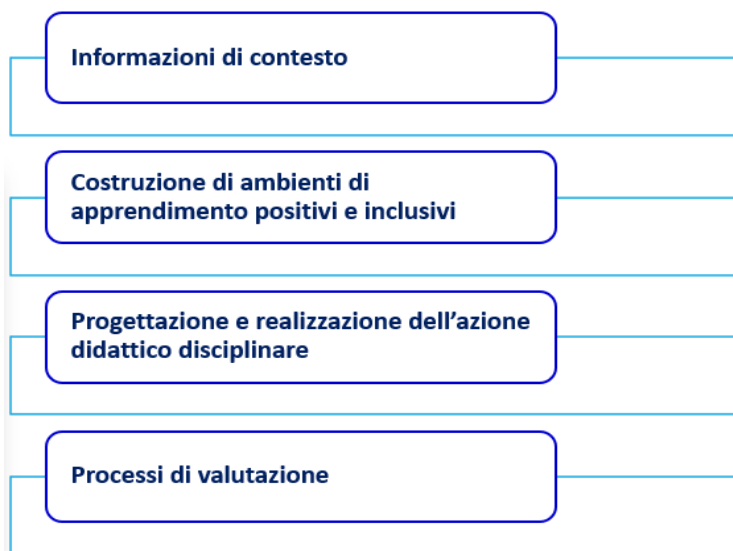 Informazioni di contesto
Costruzione di ambienti di
apprendimento positivi e inclusivi
Progettazione e realizzazione dell’azione
didattico disciplinare
Processi di valutazione